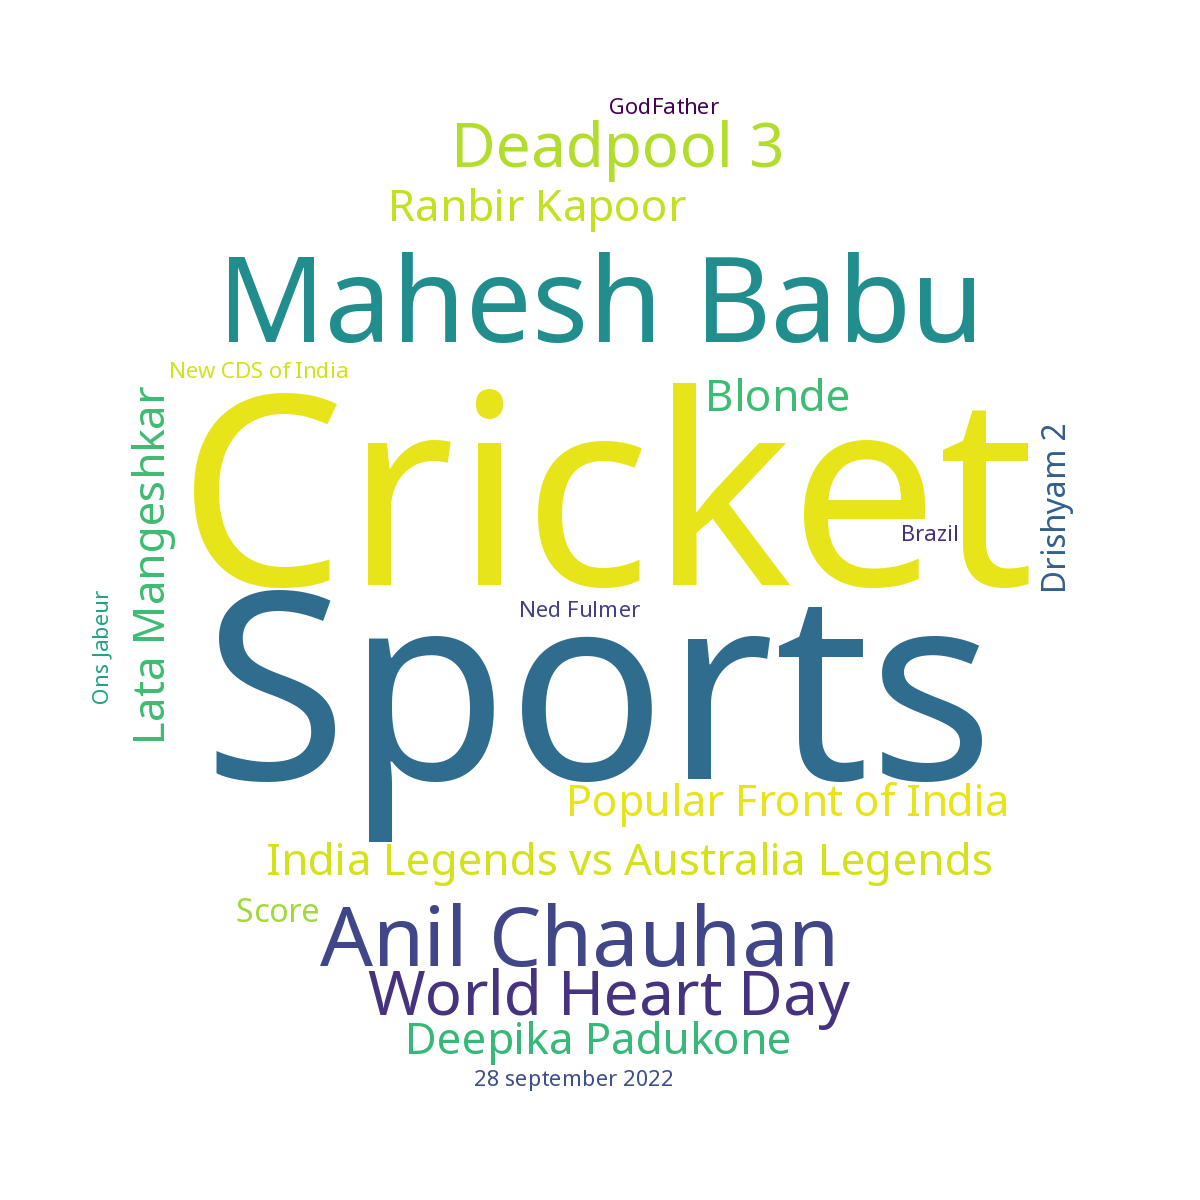 GodFather
Deadpool 3
Ranbir Kapoor
Mahesh Babu
New CDS of India
Cricket
Blonde
Drishyam 2
Lata Mangeshkar
Brazil
Ons Jabeur
Ned Fulmer
Sports
Popular Front of India
India Legends vs Australia Legends
Score
Anil Chauhan
World Heart Day
Deepika Padukone
28 september 2022